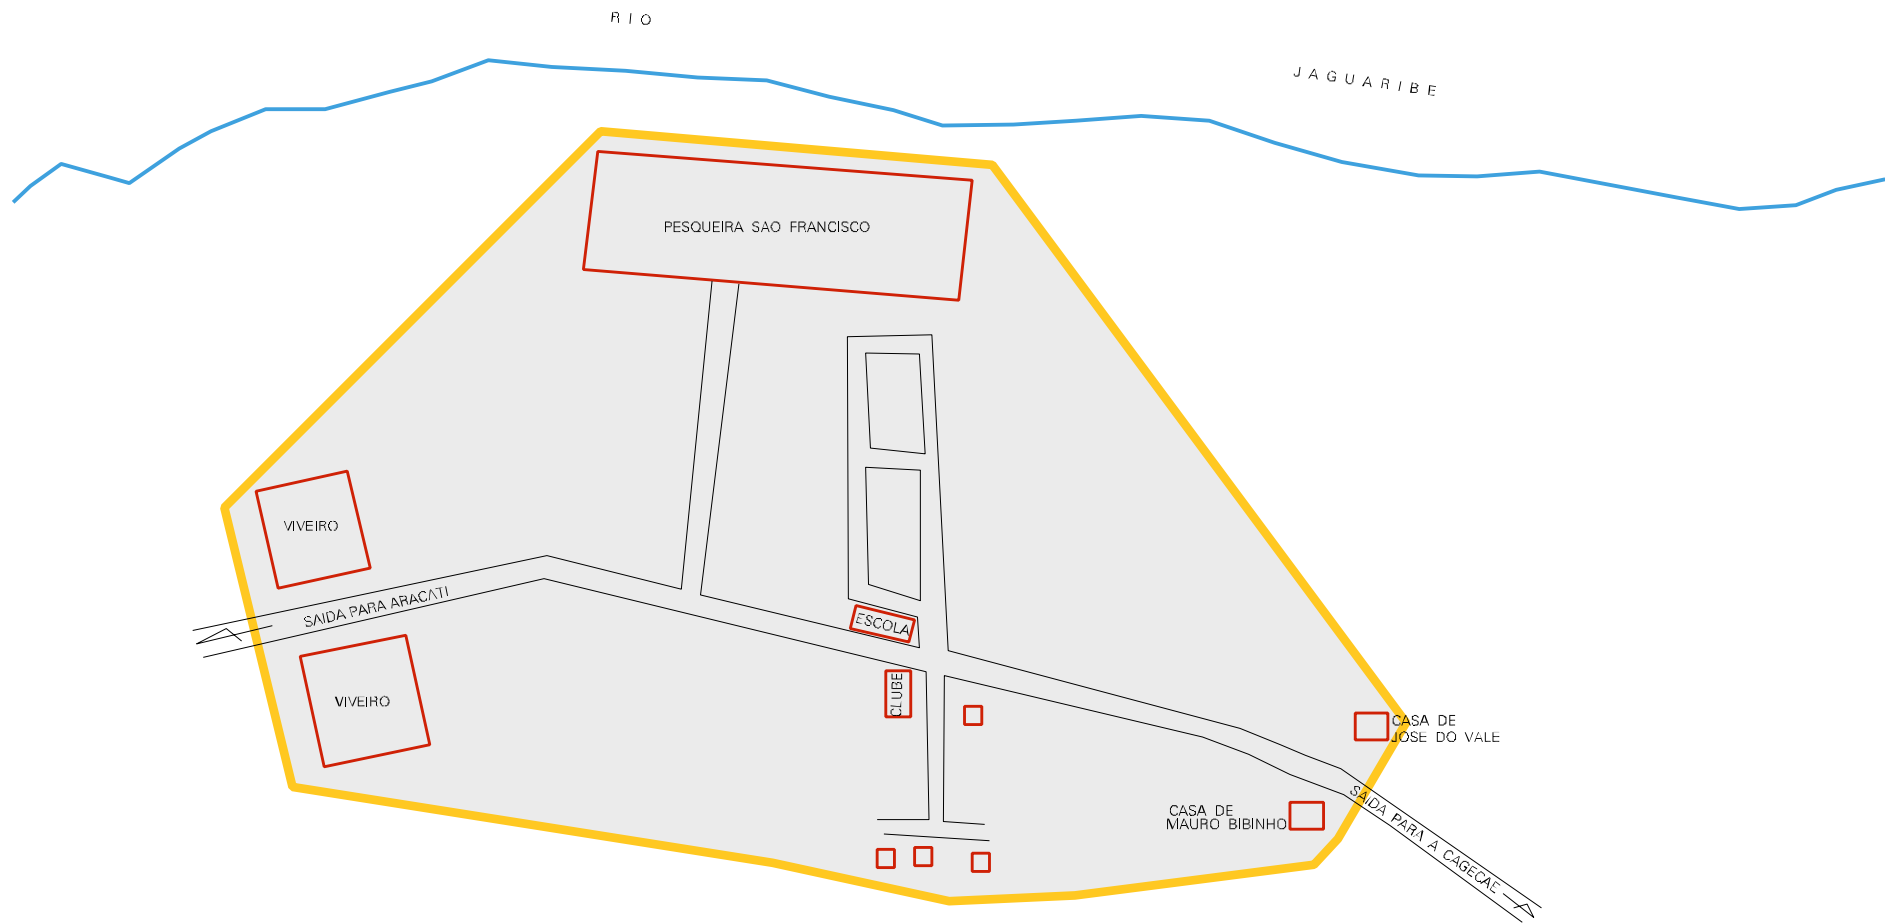 RIO
JAGUARIBE
PESQUEIRA SAO FRANCISCO
VIVEIRO
SAIDA PARA ARACATI
ESCOLA
VIVEIRO
CLUBE
CASA DE
JOSE DO VALE
CASA DE
MAURO BIBINHO
SAIDA PARA A CAGECAE